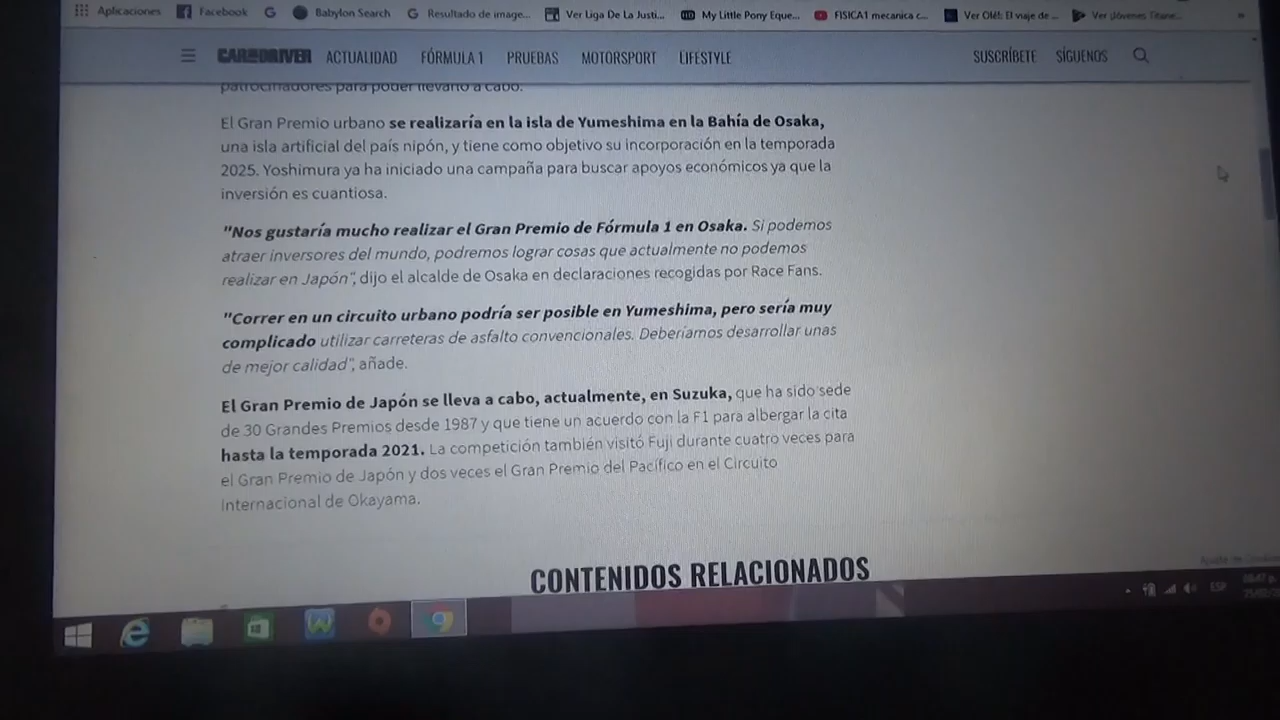 Aplicaciones Facebook Babylon Search Resultado de image... Ver Liga De La Justi... My Little Pony Eque... FISICA1 mecanica c... Ver Olé!: El viaje de ... Ver Jóvenes Titane... »
CAR AND DRIVER ACTUALIDAD FÓRMULA 1 PRUEBAS MOTORSPORT LIFESTYLE SUSCRÍBETE SÍGUENOS
patrocinadores para poder llevarlo a cabo.
El Gran Premio urbano se realizaría en la isla de Yumeshima en la Bahía de Osaka,
una isla artificial del país nipón, y tiene como objetivo su incorporación en la temporada
2025. Yoshimura ya ha iniciado una campaña para buscar apoyos económicos ya que la
inversión es cuantiosa.
"Nos gustaría mucho realizar el Gran Premio de Fórmula 1 en Osaka. Si podemos
atraer inversores del mundo, podremos lograr cosas que actualmente no podemos
realizar en Japón", dijo el alcalde de Osaka en declaraciones recogidas por Race Fans.
"Correr en un circuito urbano podría ser posible en Yumeshima, pero sería muy
complicado utilizar carreteras de asfalto convencionales. Deberíamos desarrollar unas
de mejor calidad", añade.
El Gran Premio de Japón se lleva a cabo, actualmente, en Suzuka, que ha sido sede
de 30 Grandes Premios desde 1987 y que tiene un acuerdo con la F1 para albergar la cita
hasta la temporada 2021. La competición también visitó Fuji durante cuatro veces para
el Gran Premio de Japón y dos veces el Gran Premio del Pacífico en el Circuito
Internacional de Okayama.
CONTENIDOS RELACIONADOS
ESP